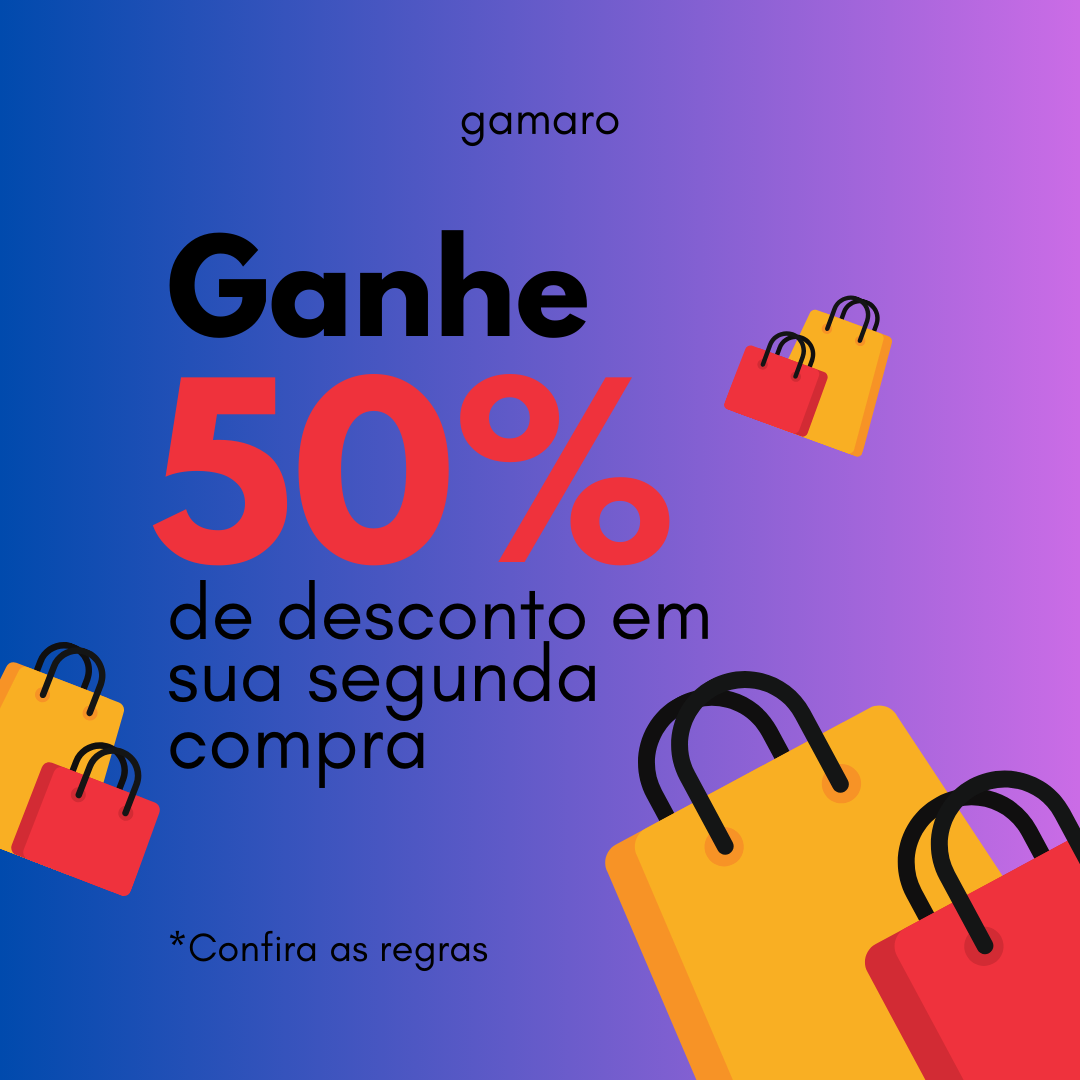 gamaro
Ganhe
50%
de desconto em
sua segunda
compra
*Confira as regras